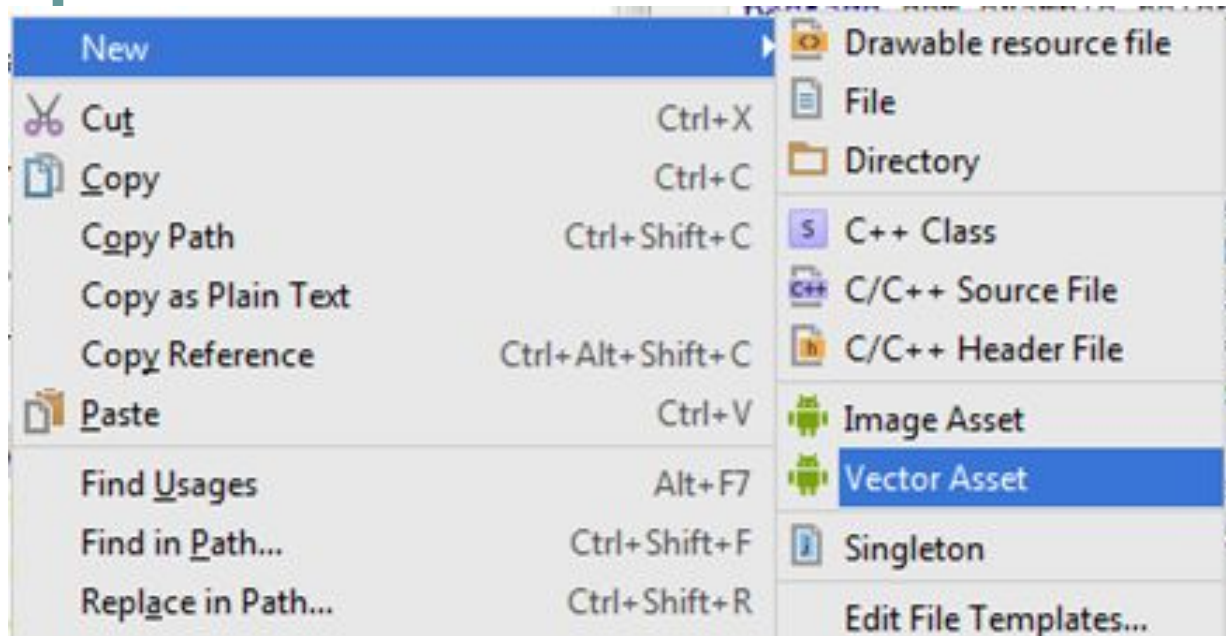 New
Cut Ctrl+X
Copy Ctrl+C
Copy Path Ctrl+Shift+C
Copy as Plain Text
Copy Reference Ctrl+Alt+Shift+C
Paste Ctrl+V
Find Usages Alt+F7
Find in Path... Ctrl+Shift+F
Replace in Path... Ctrl+Shift+R
Drawable resource file
File
Directory
S C++ Class
C++ C/C++ Source File
h C/C++ Header File
Image Asset
Vector Asset
J Singleton
Edit File Templates...